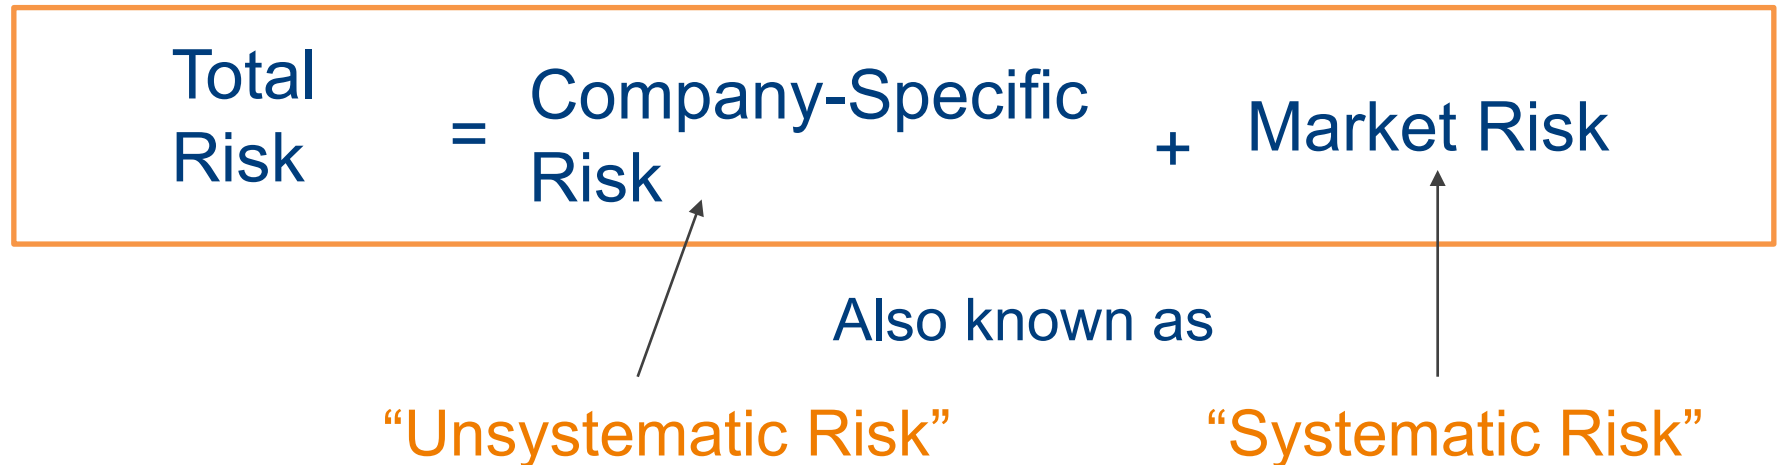 Total
Risk
=
Company-Specific
Risk
+
Market Risk
Also known as
“Unsystematic Risk”
“Systematic Risk”